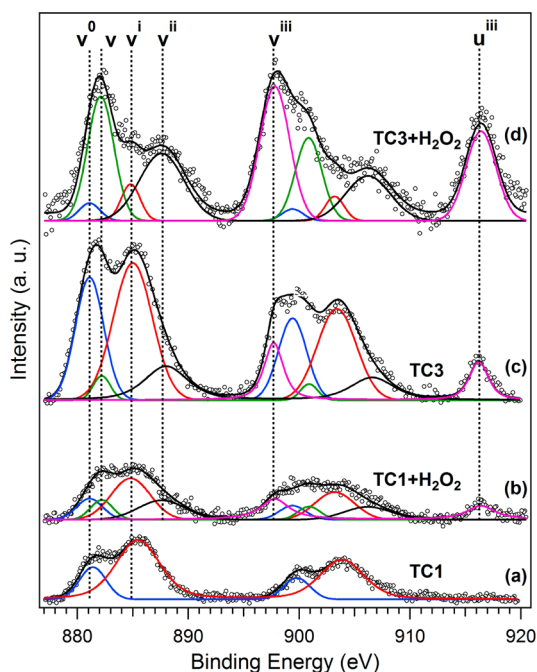 v⁰ v vⁱ vⁱⁱ vⁱⁱⁱ uⁱⁱⁱ
TC3+H₂O₂ (d)
TC3 (c)
TC1+H₂O₂ (b)
TC1 (a)
Intensity (a. u.)
880 890 900 910 920
Binding Energy (eV)